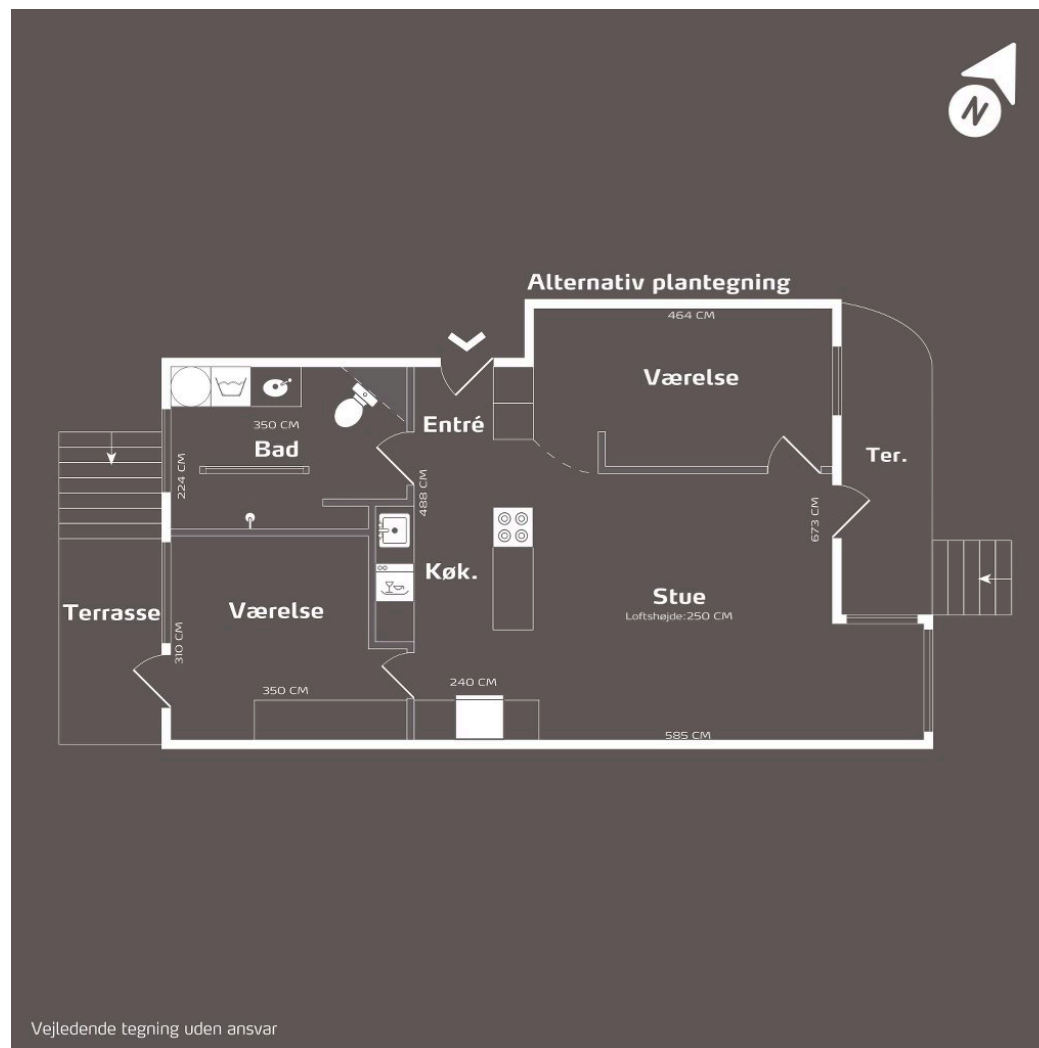 N
Alternativ plantegning
464 CM
Værelse
Entré
350 CM
Bad
224 CM
488 CM
Ter.
673 CM
Køk.
Stue
Loftshøjde:250 CM
Terrasse
Værelse
310 CM
350 CM
240 CM
585 CM
Vejledende tegning uden ansvar